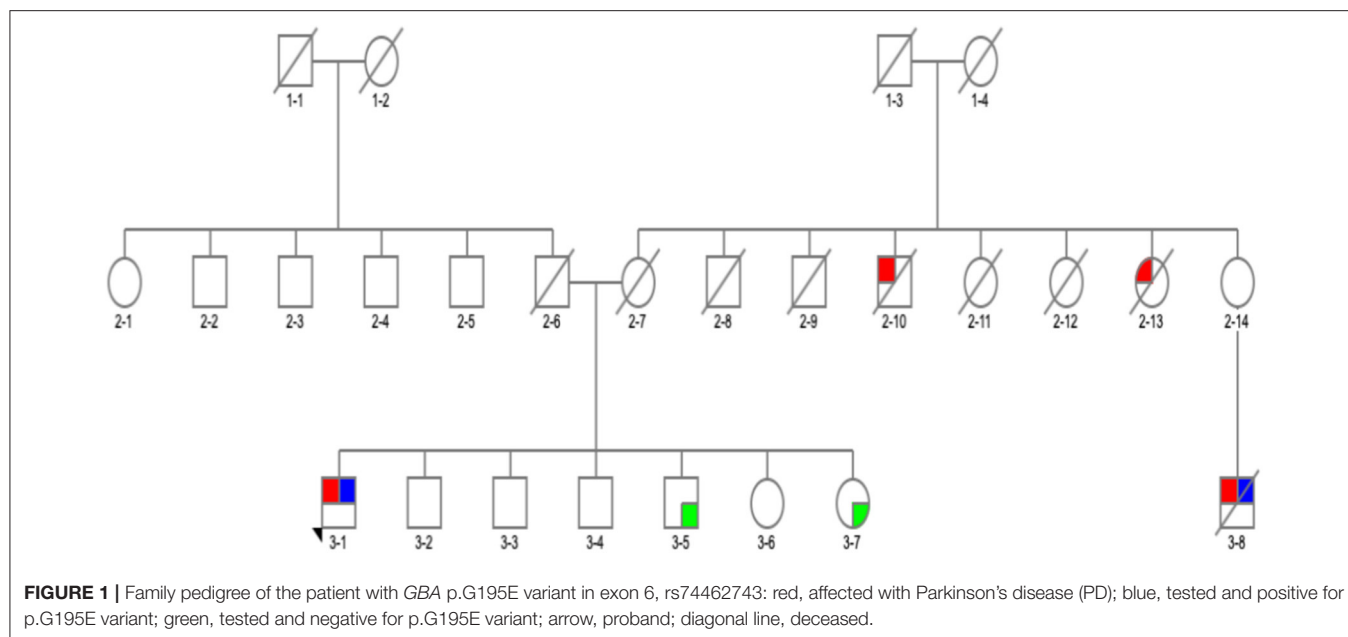 1-1 1-2 1-3 1-4
2-1 2-2 2-3 2-4 2-5 2-6 2-7 2-8 2-9 2-10 2-11 2-12 2-13 2-14
3-1 3-2 3-3 3-4 3-5 3-6 3-7 3-8
FIGURE 1 | Family pedigree of the patient with GBA p.G195E variant in exon 6, rs74462743: red, affected with Parkinson's disease (PD); blue, tested and positive for
p.G195E variant; green, tested and negative for p.G195E variant; arrow, proband; diagonal line, deceased.